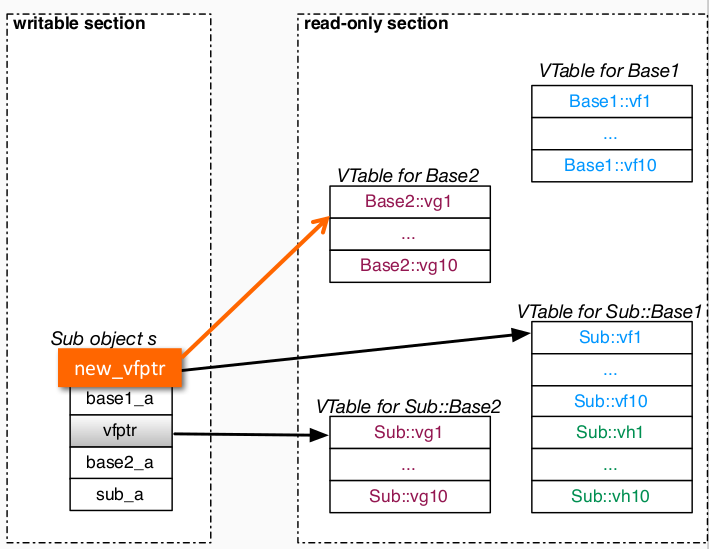 writable section
read-only section
VTable for Base1
Base1::vf1
...
Base1::vf10
VTable for Base2
Base2::vg1
...
Base2::vg10
Sub object s
new_vfptr
base1_a
vfptr
base2_a
sub_a
VTable for Sub::Base2
Sub::vg1
...
Sub::vg10
VTable for Sub::Base1
Sub::vf1
...
Sub::vf10
Sub::vh1
...
Sub::vh10